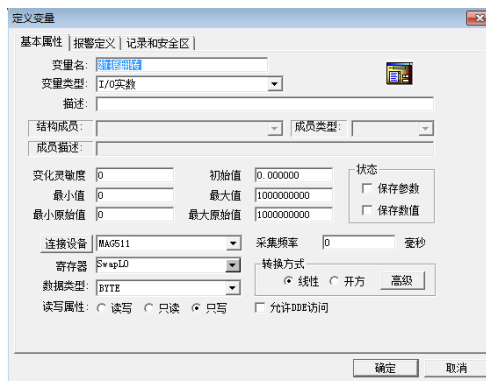 定义变量
基本属性 报警定义 记录和安全区
变量名: 数据翻转
变量类型: I/O实数
描述:
结构成员: 成员类型:
成员描述:
变化灵敏度 0 初始值 0.000000 状态
最小值 0 最大值 1000000000 保存参数
最小原始值 0 最大原始值 1000000000 保存数值
连接设备 MAG511 采集频率 0 毫秒
寄存器 SwapL0 转换方式
数据类型: BYTE 线性 开方 高级
读写属性: 读写 只读 只写 允许DDE访问
确定 取消